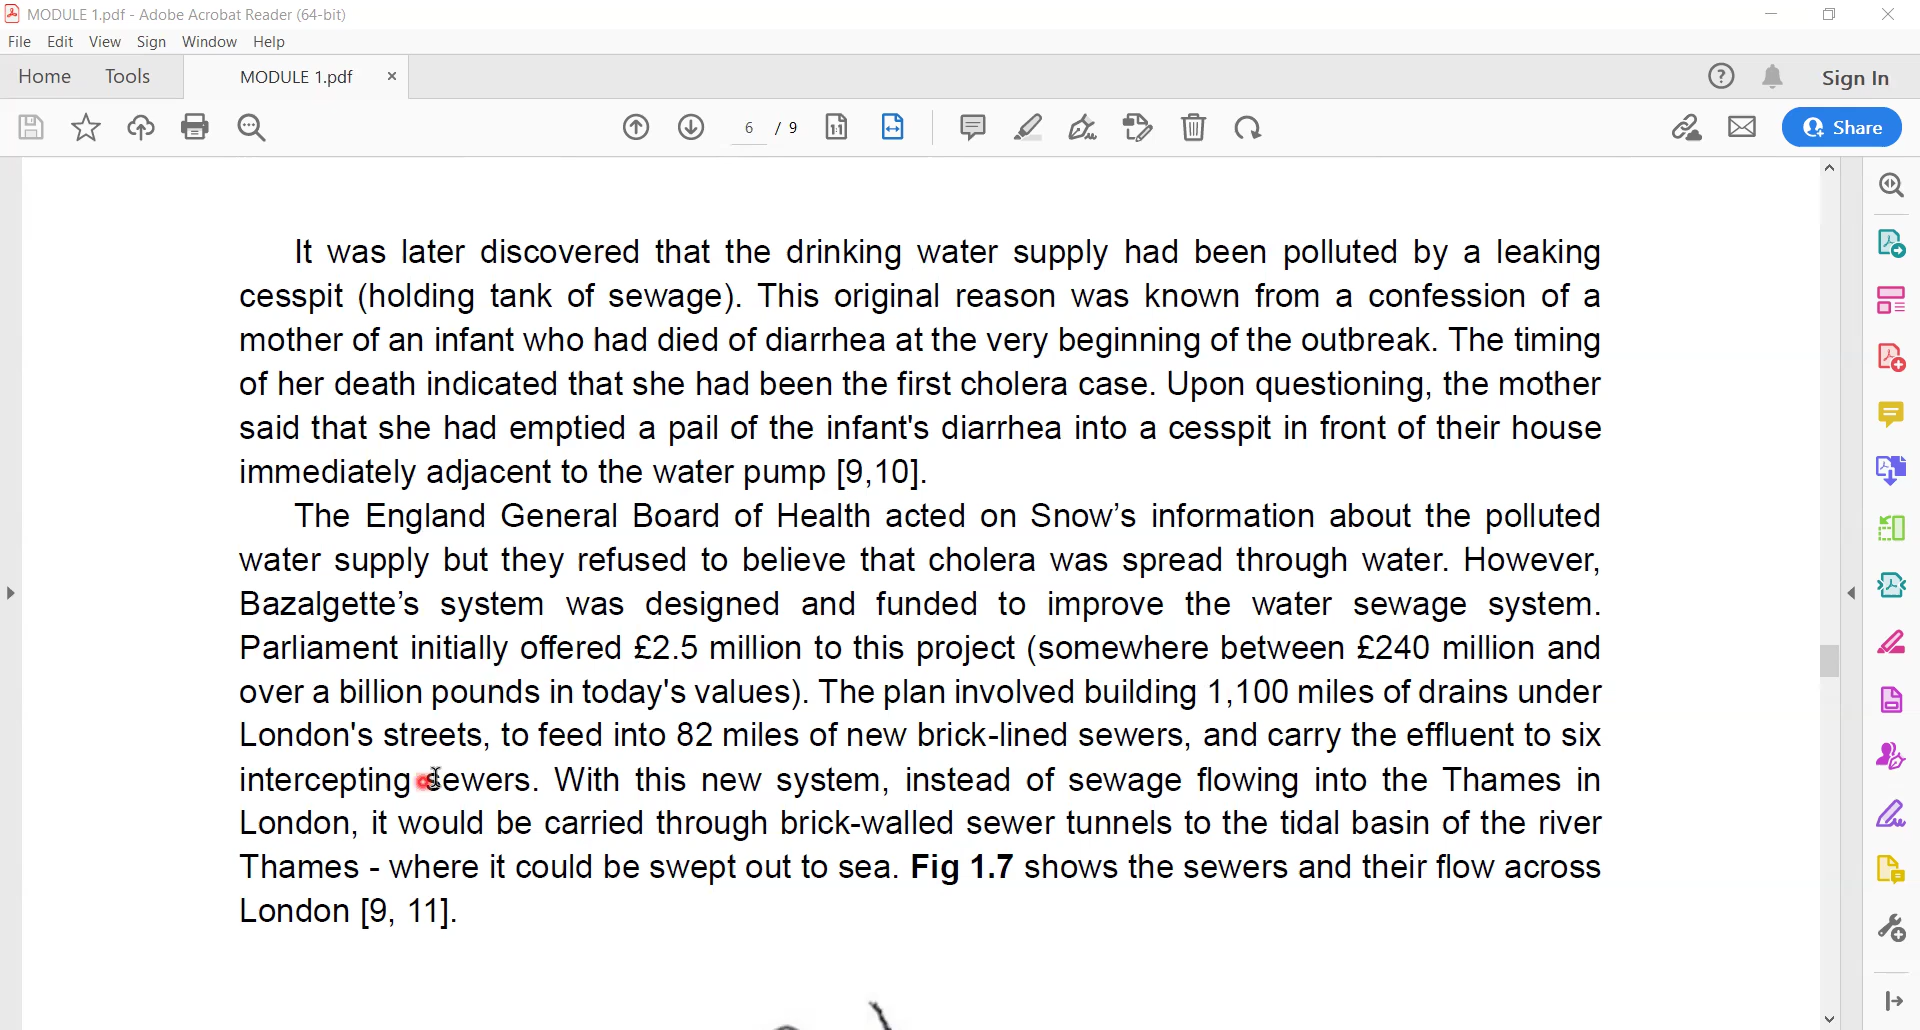 MODULE 1.pdf - Adobe Acrobat Reader (64-bit)
File Edit View Sign Window Help
Home Tools MODULE 1.pdf Sign In
6 / 9 Share
It was later discovered that the drinking water supply had been polluted by a leaking
cesspit (holding tank of sewage). This original reason was known from a confession of a
mother of an infant who had died of diarrhea at the very beginning of the outbreak. The timing
of her death indicated that she had been the first cholera case. Upon questioning, the mother
said that she had emptied a pail of the infant's diarrhea into a cesspit in front of their house
immediately adjacent to the water pump [9,10].
The England General Board of Health acted on Snow’s information about the polluted
water supply but they refused to believe that cholera was spread through water. However,
Bazalgette’s system was designed and funded to improve the water sewage system.
Parliament initially offered £2.5 million to this project (somewhere between £240 million and
over a billion pounds in today's values). The plan involved building 1,100 miles of drains under
London's streets, to feed into 82 miles of new brick-lined sewers, and carry the effluent to six
intercepting sewers. With this new system, instead of sewage flowing into the Thames in
London, it would be carried through brick-walled sewer tunnels to the tidal basin of the river
Thames - where it could be swept out to sea. Fig 1.7 shows the sewers and their flow across
London [9, 11].